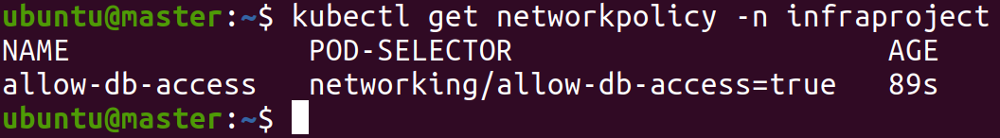 ubuntu@master:~$ kubectl get networkpolicy -n infraproject
NAME POD-SELECTOR AGE
allow-db-access networking/allow-db-access=true 89s
ubuntu@master:~$